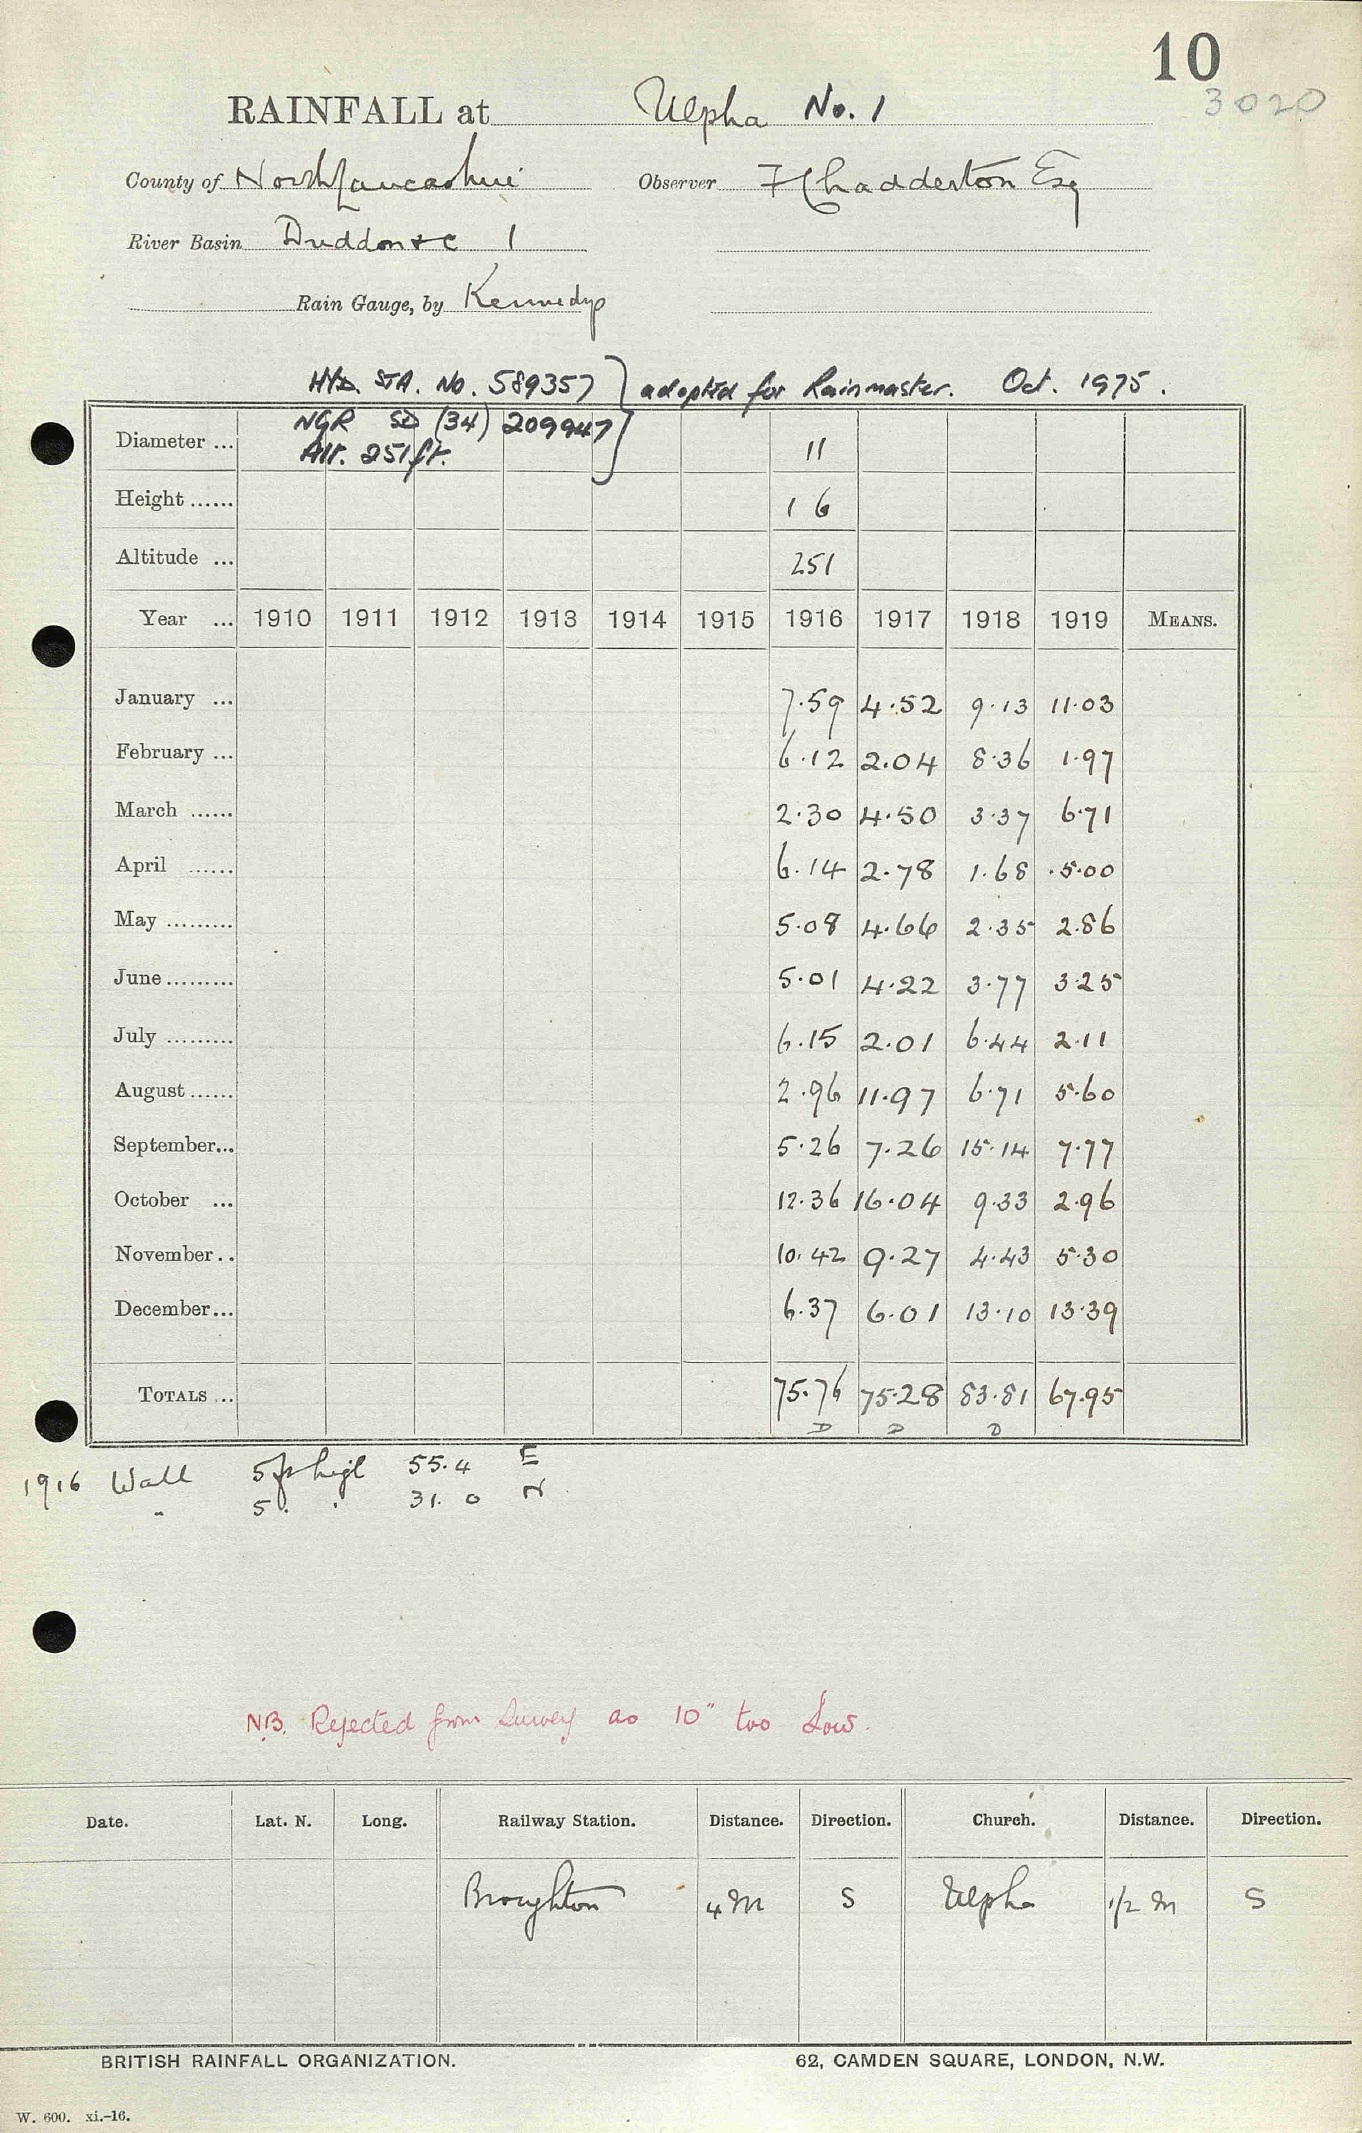 10
3020
RAINFALL at Ulpha No. 1
County of North Lancashire Observer F Chadderton Esq
River Basin Duddon &c 1
Rain Gauge, by Kennedy
Hyd. STA. No. 589357 } adopted for Rainmaster. Oct. 1975.
NGR SD (34) 209947
Alt. 251 ft.
Diameter ... 11
Height ...... 1 6
Altitude ... 251
Year ... 1910 1911 1912 1913 1914 1915 1916 1917 1918 1919 MEANS.
January ... 7.59 4.52 9.13 11.03
February ... 6.12 2.04 8.36 1.97
March ...... 2.30 4.50 3.37 6.71
April ...... 6.14 2.78 1.68 5.00
May ......... 5.08 4.66 2.35 2.86
June ......... 5.01 4.22 3.77 3.25
July ......... 6.15 2.01 6.44 2.11
August ...... 2.96 11.97 6.71 5.60
September... 5.26 7.26 15.14 7.77
October ... 12.36 16.04 9.33 2.96
November .. 10.42 9.27 4.43 5.30
December... 6.37 6.01 13.10 13.39
TOTALS ... 75.76 75.28 83.81 67.95
D D D
1916 Wall 5 ft high 55.4 E
" 5. " 31.0 N
NB. Rejected from Survey as 10" too Low.
Date. Lat. N. Long. Railway Station. Distance. Direction. Church. Distance. Direction.
Broughton 4 M S Ulpha 1/2 M S
BRITISH RAINFALL ORGANIZATION. 62, CAMDEN SQUARE, LONDON, N.W.
W. 600. xi.-16.